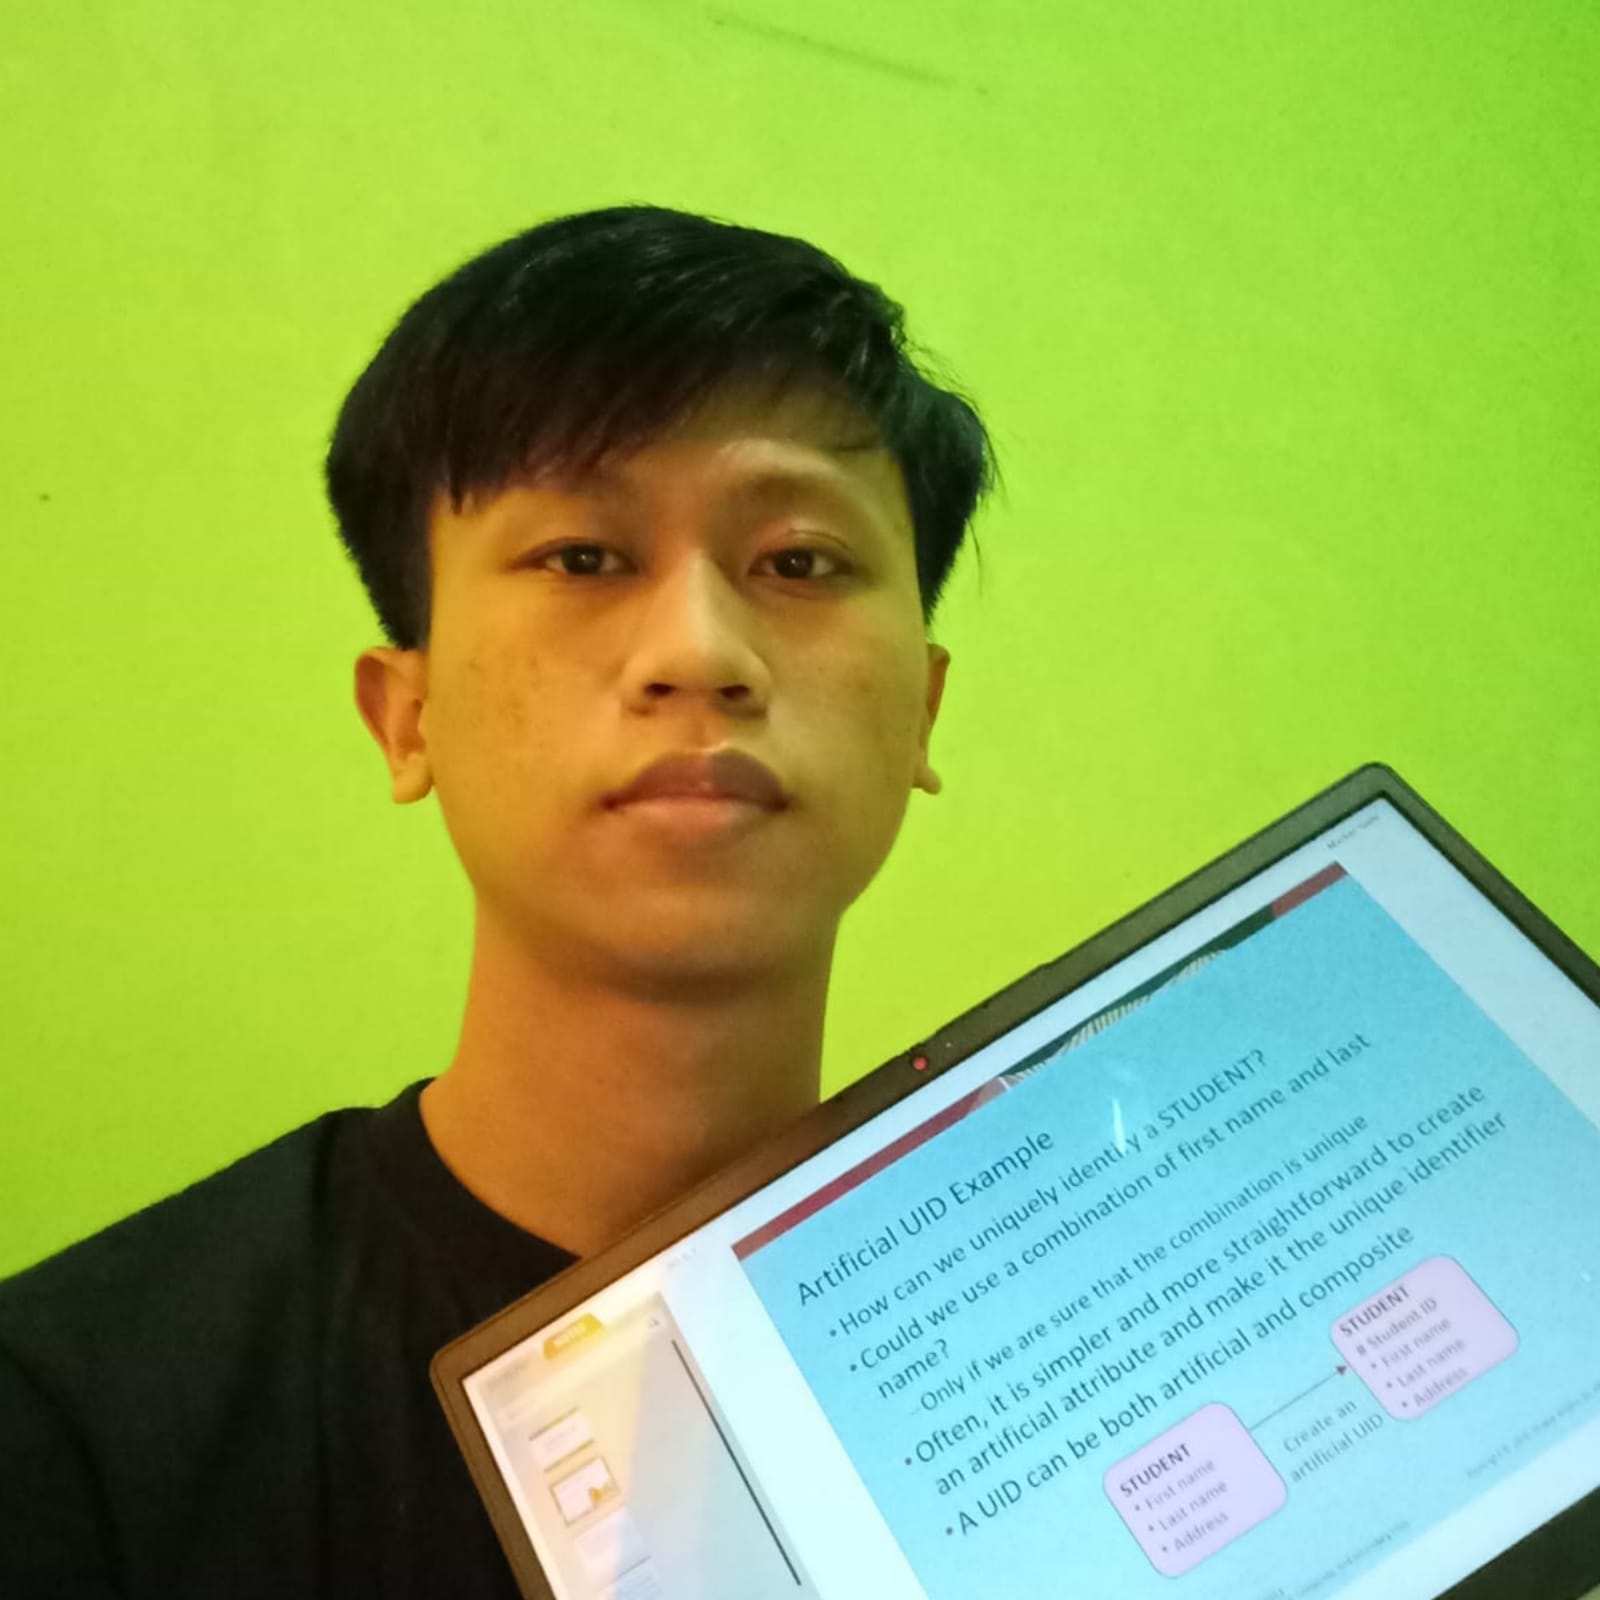 Artificial UID Example
•How can we uniquely identify a STUDENT?
•Could we use a combination of first name and last
name?
–Only if we are sure that the combination is unique
•Often, it is simpler and more straightforward to create
an artificial attribute and make it the unique identifier
•A UID can be both artificial and composite
STUDENT
* First name
* Last name
* Address
Create an
artificial UID
STUDENT
# Student ID
* First name
* Last name
* Address